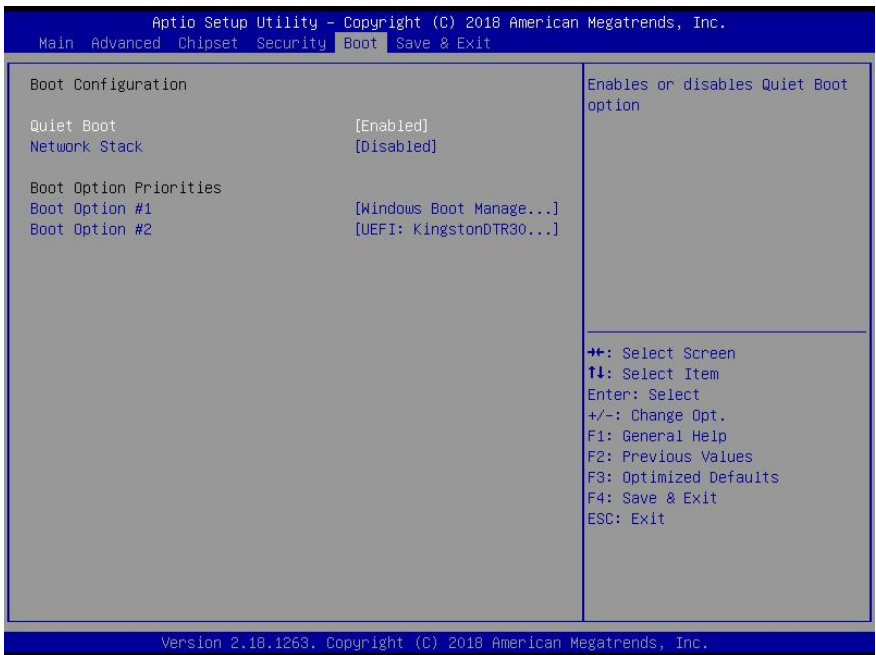 Aptio Setup Utility – Copyright (C) 2018 American Megatrends, Inc.
Main Advanced Chipset Security Boot Save & Exit
Boot Configuration
Quiet Boot [Enabled]
Network Stack [Disabled]
Boot Option Priorities
Boot Option #1 [Windows Boot Manage...]
Boot Option #2 [UEFI: KingstonDTR30...]
Enables or disables Quiet Boot
option
→←: Select Screen
↑↓: Select Item
Enter: Select
+/-: Change Opt.
F1: General Help
F2: Previous Values
F3: Optimized Defaults
F4: Save & Exit
ESC: Exit
Version 2.18.1263. Copyright (C) 2018 American Megatrends, Inc.